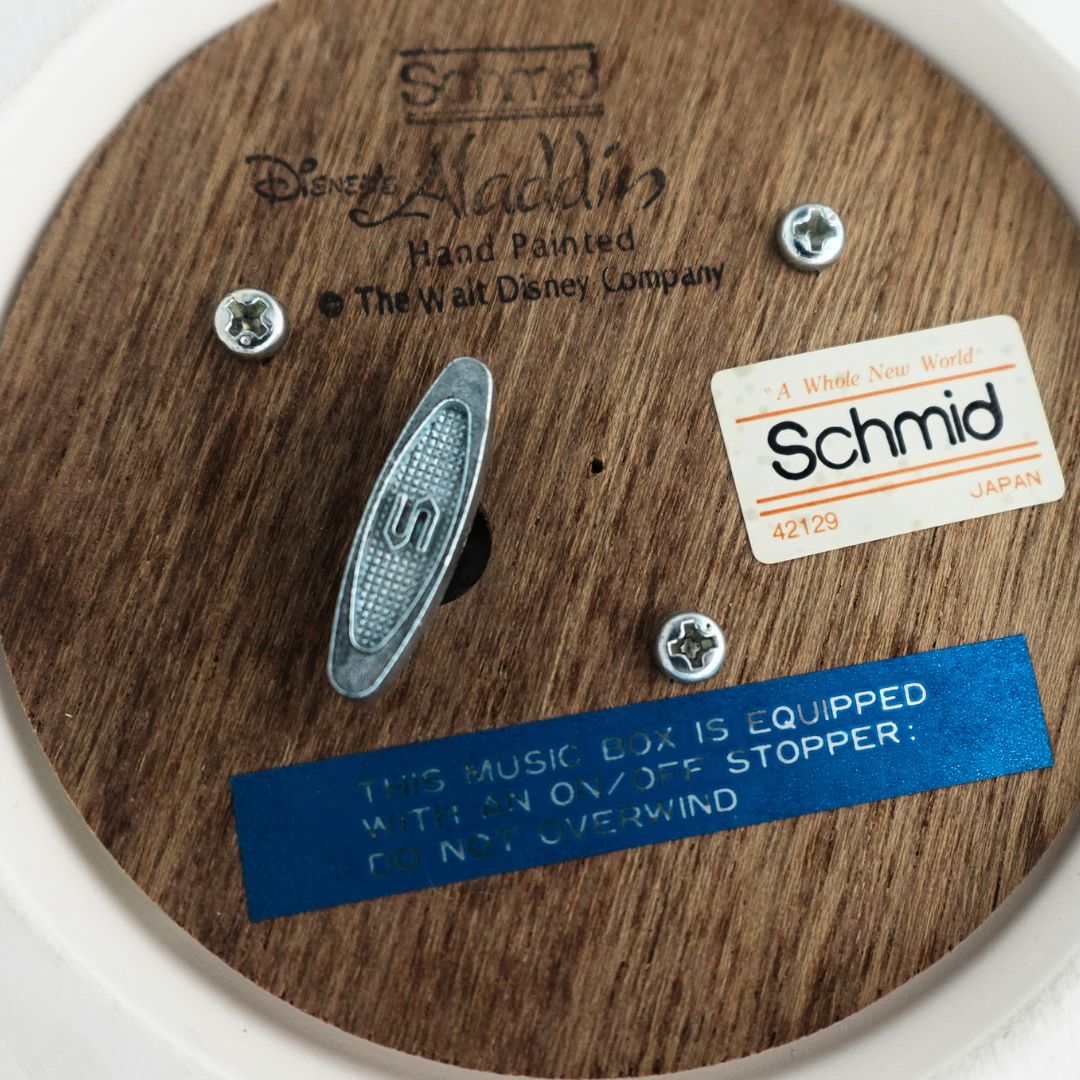 Schmid
DISNEY'S Aladdin
Hand Painted
© The Walt Disney Company
S
"A Whole New World"
Schmid
JAPAN
42129
THIS MUSIC BOX IS EQUIPPED
WITH AN ON/OFF STOPPER:
DO NOT OVERWIND